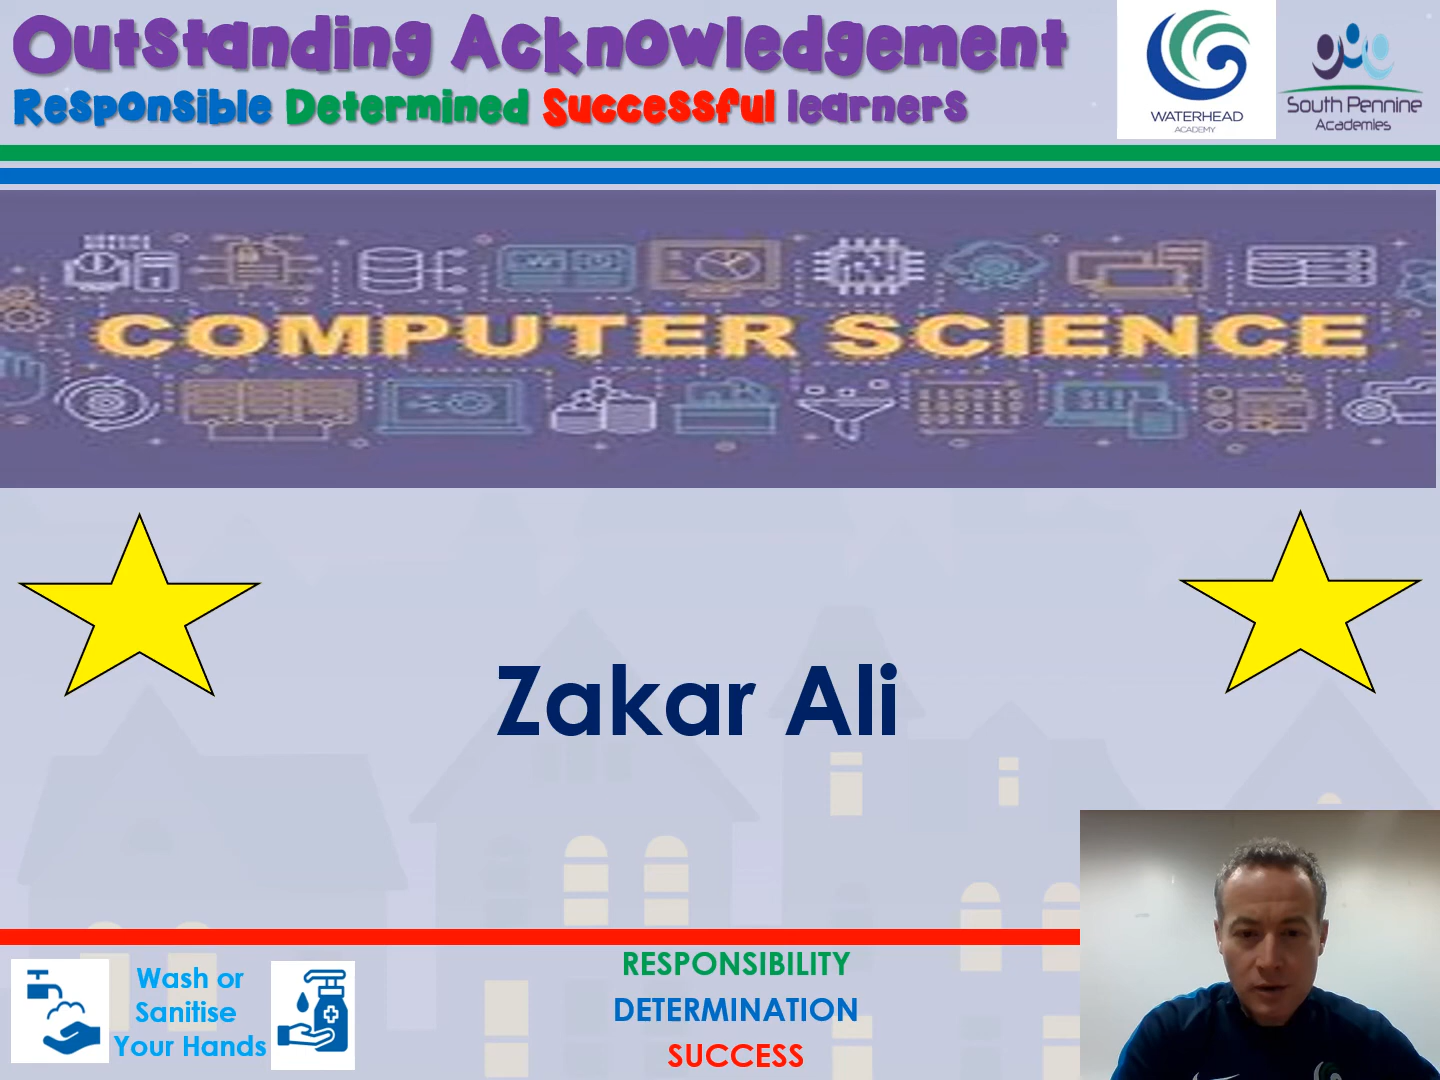 Outstanding Acknowledgement
Responsible Determined Successful learners
WATERHEAD
ACADEMY
South Pennine
Academies
COMPUTER SCIENCE
Zakar Ali
Wash or
Sanitise
Your Hands
RESPONSIBILITY
DETERMINATION
SUCCESS